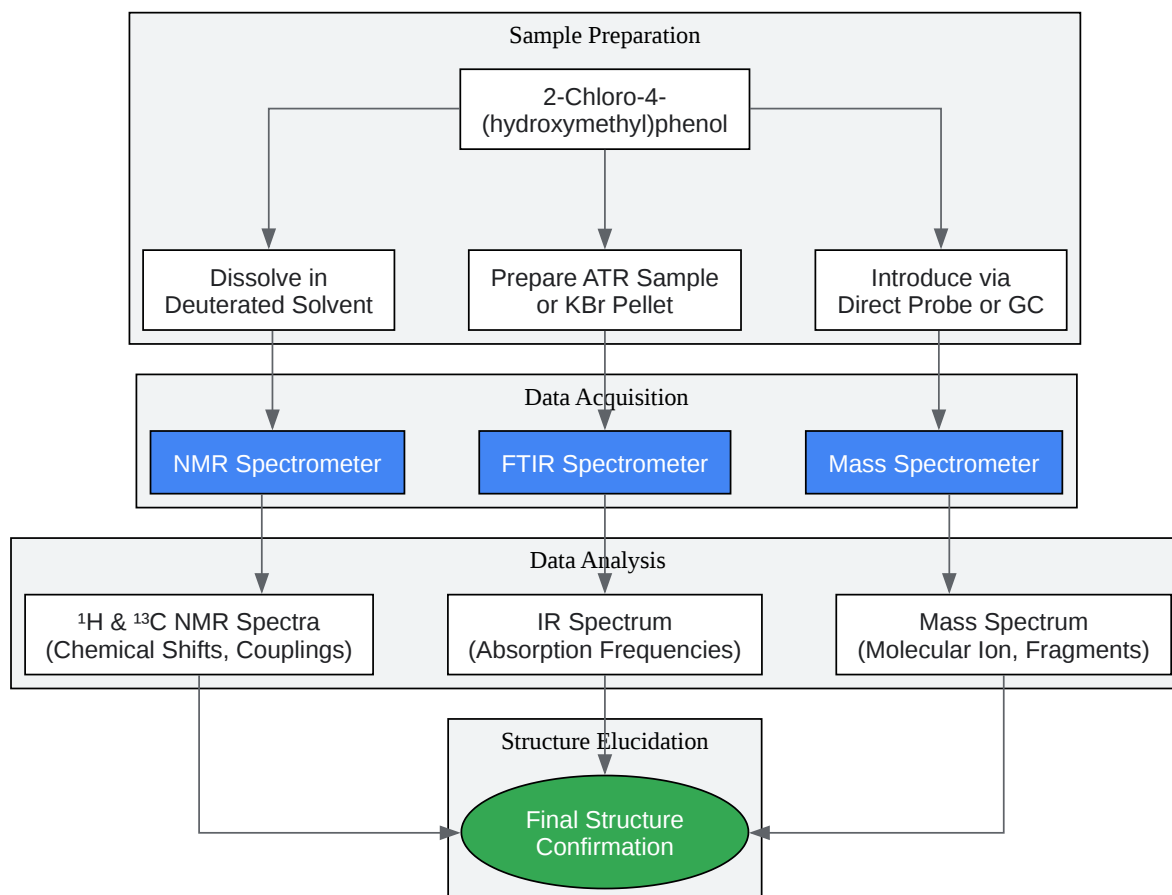 Sample Preparation
2-Chloro-4-
(hydroxymethyl)phenol
Dissolve in
Deuterated Solvent
Prepare ATR Sample
or KBr Pellet
Introduce via
Direct Probe or GC
Data Acquisition
NMR Spectrometer
FTIR Spectrometer
Mass Spectrometer
Data Analysis
¹H & ¹³C NMR Spectra
(Chemical Shifts, Couplings)
IR Spectrum
(Absorption Frequencies)
Mass Spectrum
(Molecular Ion, Fragments)
Structure Elucidation
Final Structure
Confirmation